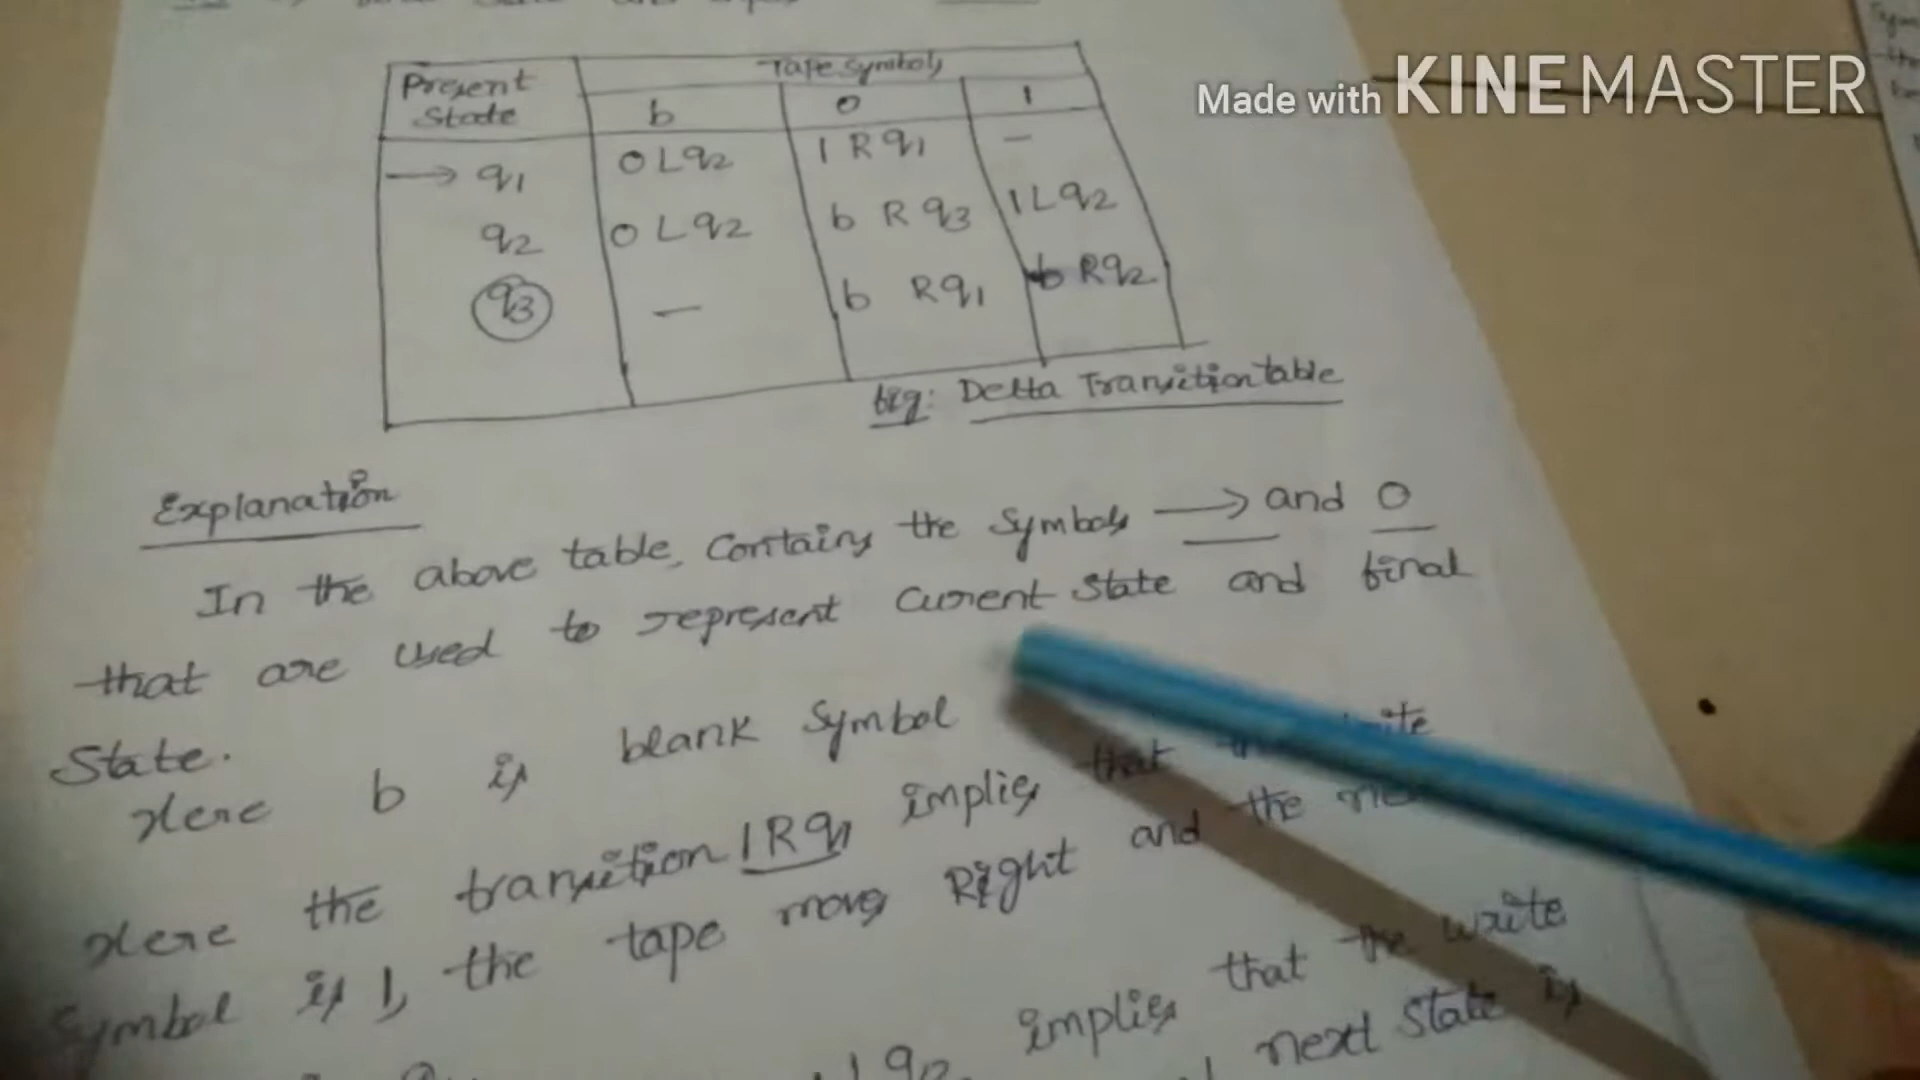 Made with KINEMASTER
Present State Tape Symbols
b 0 1
→ q1 0 L q2 1 R q1 —
q2 0 L q2 b R q3 1 L q2
q3 — b R q1 b R q2
fig: Delta Transition table
Explanation
In the above table, contains the symbols → and O
that are used to represent current state and final
State.
Here b is blank symbol
Here the transition 1Rq1 implies that the write
symbol is 1, the tape moves Right and the
implies that the write
next state is